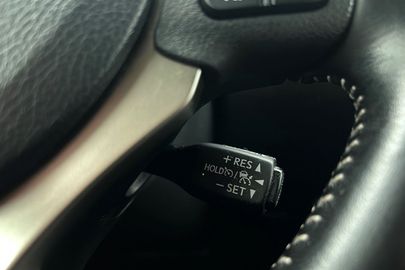 + RES ▲
HOLD / ◀
− SET ▼